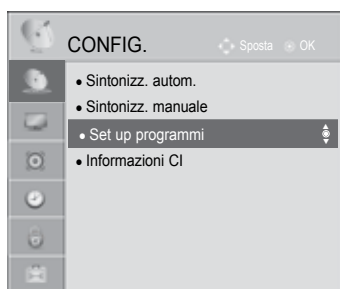 CONFIG.
Sposta OK
• Sintonizz. autom.
• Sintonizz. manuale
• Set up programmi
• Informazioni CI